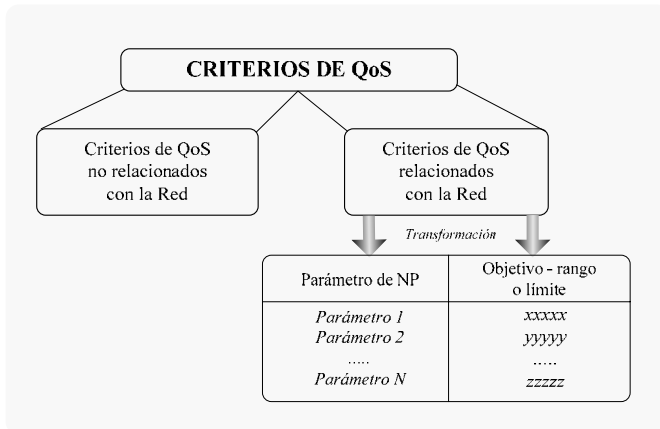 CRITERIOS DE QoS
Criterios de QoS
no relacionados
con la Red
Criterios de QoS
relacionados
con la Red
Transformación
Parámetro de NP
Objetivo - rango
o límite
Parámetro 1
xxxxx
Parámetro 2
yyyyy
.....
.....
Parámetro N
zzzzz